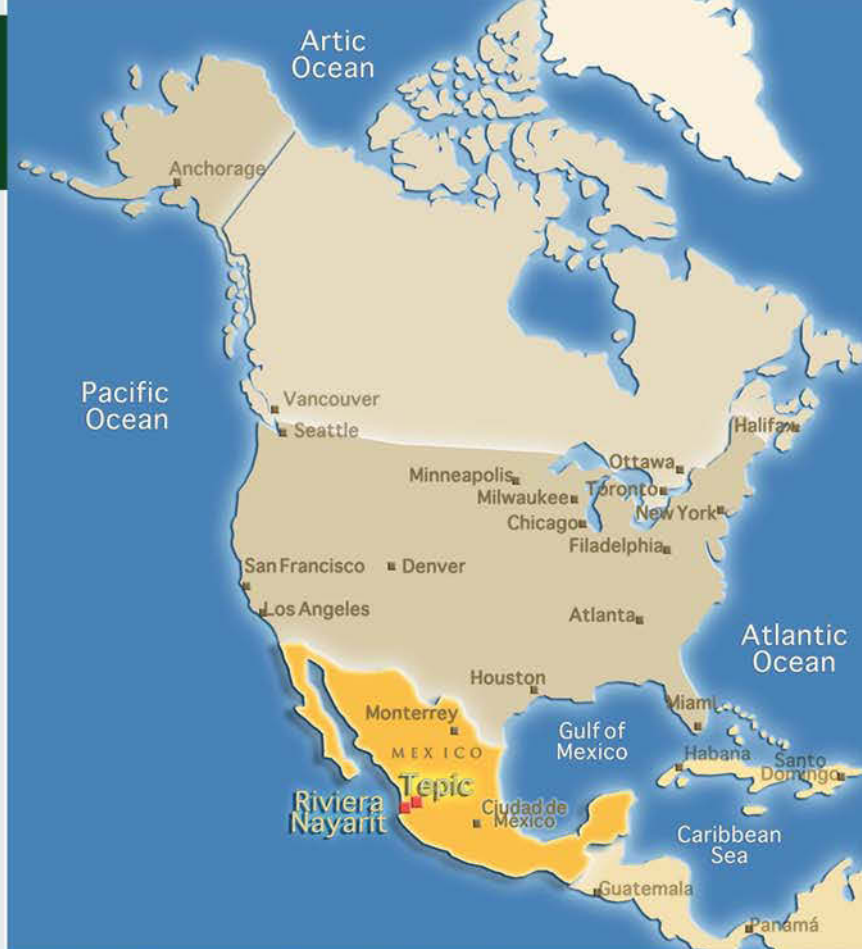 Artic
Ocean
Anchorage
Pacific
Ocean
Vancouver
Seattle
Halifax
Ottawa
Minneapolis
Toronto
Milwaukee
New York
Chicago
Filadelphia
San Francisco
Denver
Los Angeles
Atlanta
Atlantic
Ocean
Houston
Miami
Monterrey
Gulf of
Mexico
MEXICO
Habana
Santo
Domingo
Tepic
Riviera
Nayarit
Ciudad de
México
Caribbean
Sea
Guatemala
Panamá